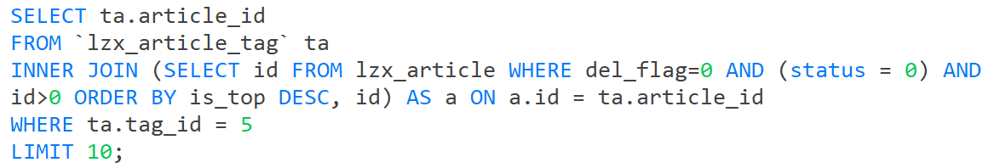 SELECT ta.article_id
FROM `lzx_article_tag` ta
INNER JOIN (SELECT id FROM lzx_article WHERE del_flag=0 AND (status = 0) AND
id>0 ORDER BY is_top DESC, id) AS a ON a.id = ta.article_id
WHERE ta.tag_id = 5
LIMIT 10;